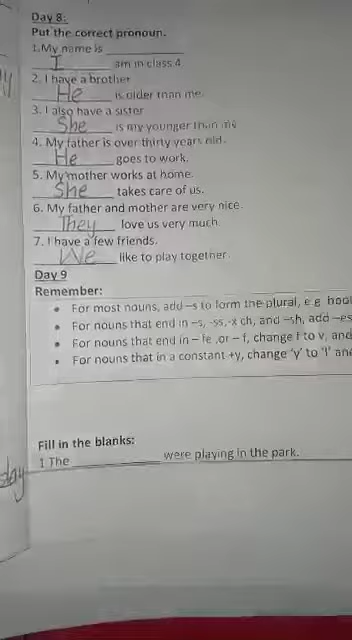 Day 8:
Put the correct pronoun.
1.My name is ____________
I am in class 4
2. I have a brother
He is older than me.
3. I also have a sister
She is my younger than me
4. My father is over thirty years old.
He goes to work.
5. My mother works at home.
She takes care of us.
6. My father and mother are very nice.
They love us very much
7. I have a few friends.
We like to play together
Day 9
Remember:
• For most nouns, add –s to form the plural, e.g
• For nouns that end in –s, -ss,-x ch, and –sh, add –es
• For nouns that end in – fe ,or – f, change f to v, and
• For nouns that in a constant +y, change 'y' to 'I'
Fill in the blanks:
1 The ______________ were playing in the park.